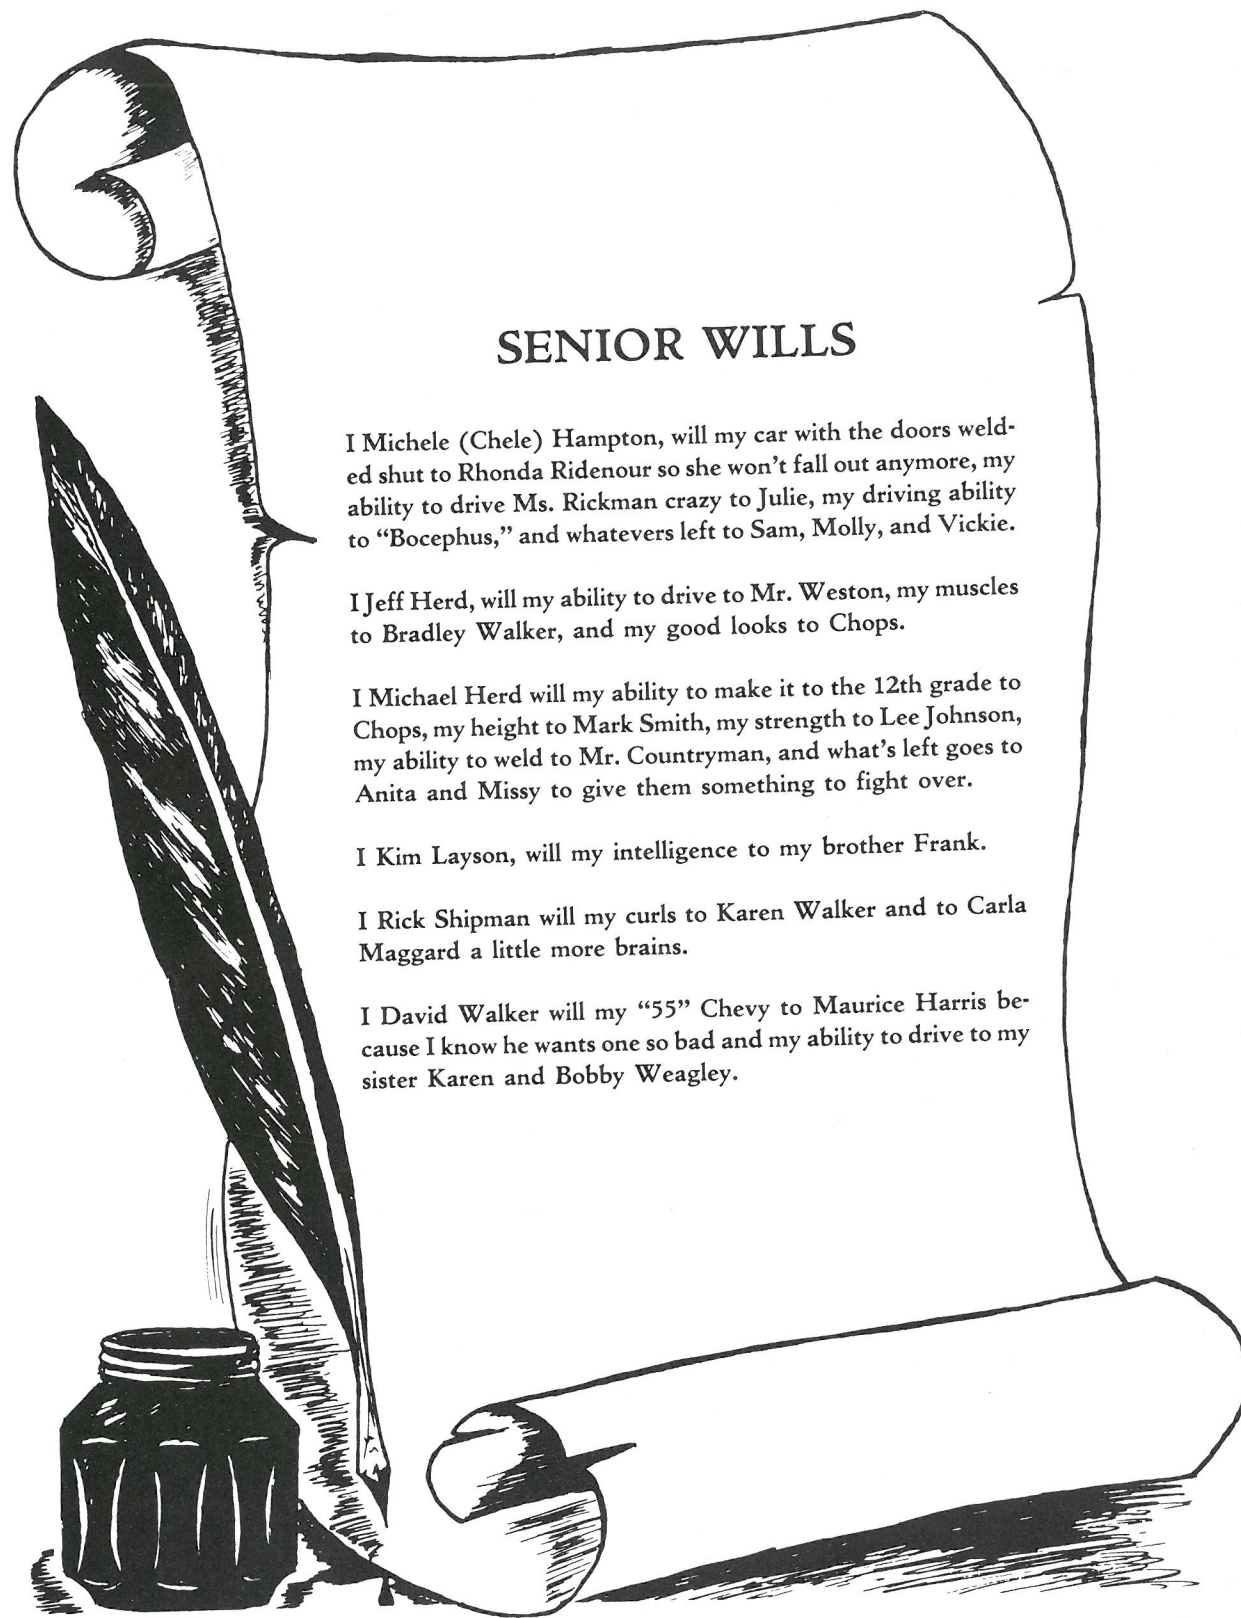 SENIOR WILLS
I Michele (Chele) Hampton, will my car with the doors weld-
ed shut to Rhonda Ridenour so she won't fall out anymore, my
ability to drive Ms. Rickman crazy to Julie, my driving ability
to “Bocephus,” and whatevers left to Sam, Molly, and Vickie.
I Jeff Herd, will my ability to drive to Mr. Weston, my muscles
to Bradley Walker, and my good looks to Chops.
I Michael Herd will my ability to make it to the 12th grade to
Chops, my height to Mark Smith, my strength to Lee Johnson,
my ability to weld to Mr. Countryman, and what's left goes to
Anita and Missy to give them something to fight over.
I Kim Layson, will my intelligence to my brother Frank.
I Rick Shipman will my curls to Karen Walker and to Carla
Maggard a little more brains.
I David Walker will my “55” Chevy to Maurice Harris be-
cause I know he wants one so bad and my ability to drive to my
sister Karen and Bobby Weagley.